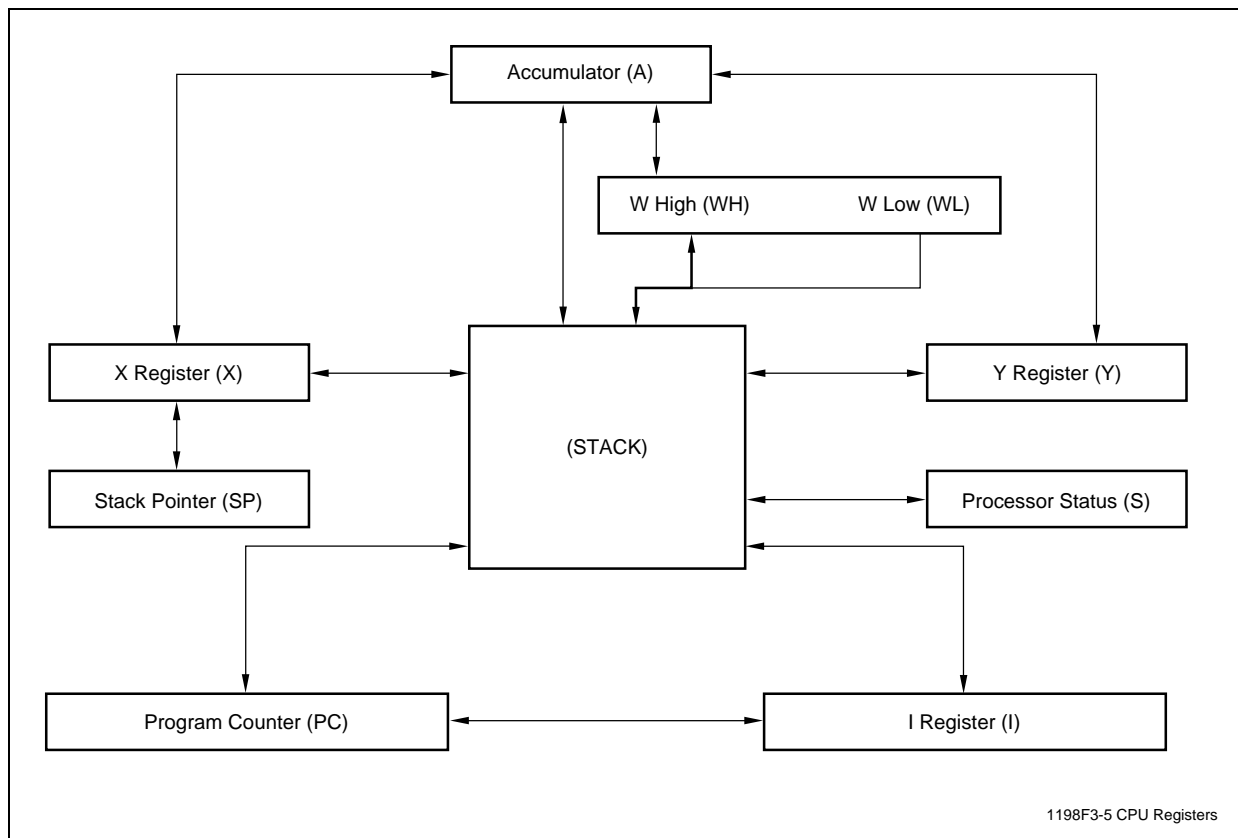 Accumulator (A)
W High (WH) W Low (WL)
X Register (X)
Y Register (Y)
(STACK)
Stack Pointer (SP)
Processor Status (S)
Program Counter (PC)
I Register (I)
1198F3-5 CPU Registers